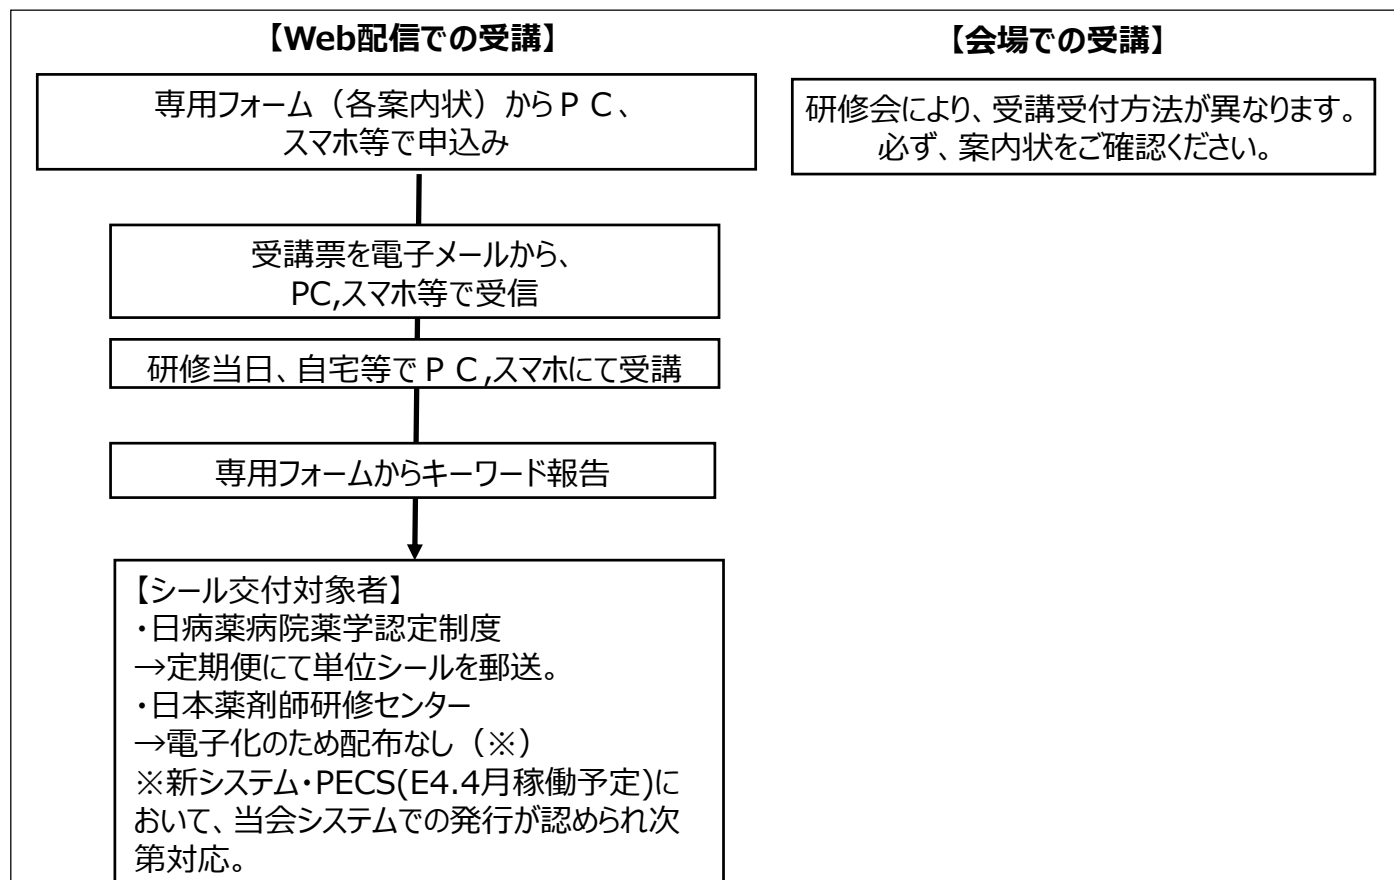 【Web配信での受講】
専用フォーム（各案内状）からＰＣ、
スマホ等で申込み
受講票を電子メールから、
PC,スマホ等で受信
研修当日、自宅等でＰＣ,スマホにて受講
専用フォームからキーワード報告
【シール交付対象者】
・日病薬病院薬学認定制度
→定期便にて単位シールを郵送。
・日本薬剤師研修センター
→電子化のため配布なし（※）
※新システム・PECS(E4.4月稼働予定)に
おいて、当会システムでの発行が認められ次
第対応。
【会場での受講】
研修会により、受講受付方法が異なります。
必ず、案内状をご確認ください。